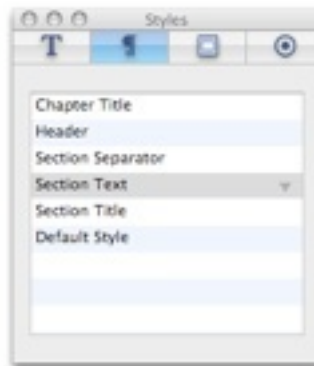 Styles
T ¶
Chapter Title
Header
Section Separator
Section Text
Section Title
Default Style